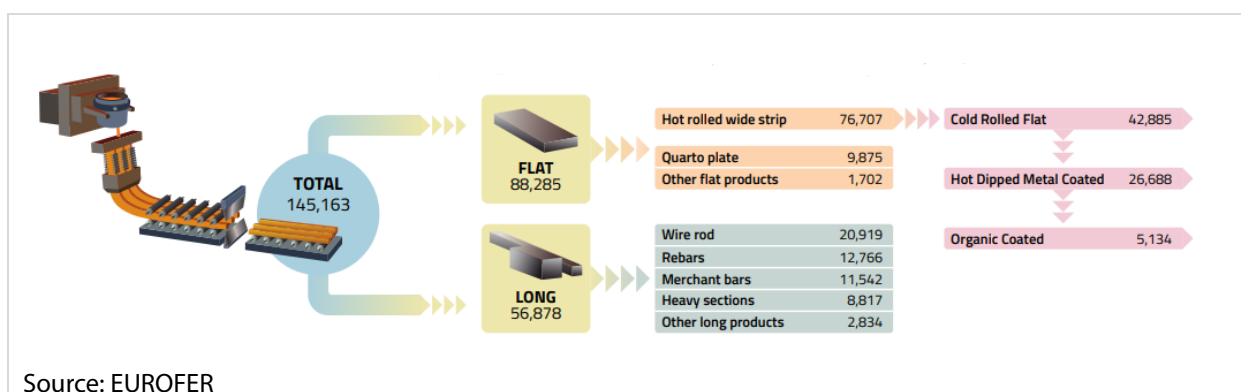 TOTAL
145,163
FLAT
88,285
Hot rolled wide strip 76,707
Quarto plate 9,875
Other flat products 1,702
Cold Rolled Flat 42,885
Hot Dipped Metal Coated 26,688
Organic Coated 5,134
LONG
56,878
Wire rod 20,919
Rebars 12,766
Merchant bars 11,542
Heavy sections 8,817
Other long products 2,834
Source: EUROFER